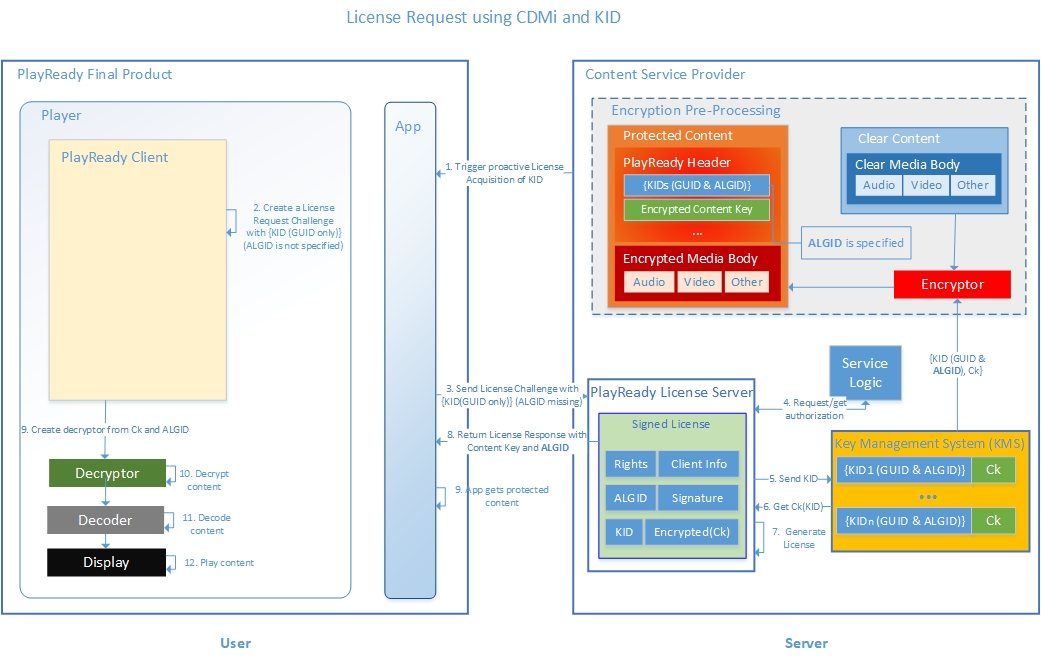 License Request using CDMi and KID
PlayReady Final Product
Player
PlayReady Client
2. Create a License
Request Challenge
with {KID (GUID only)}
(ALGID is not specified)
9. Create decryptor from Ck and ALGID
Decryptor
10. Decrypt
content
Decoder
11. Decode
content
Display
12. Play content
App
1. Trigger proactive License
Acquisition of KID
3. Send License Challenge with
{KID(GUID only)} (ALGID missing)
8. Return License Response with
Content Key and ALGID
9. App gets protected
content
Content Service Provider
Encryption Pre-Processing
Protected Content
PlayReady Header
{KIDs (GUID & ALGID)}
Encrypted Content Key
...
Encrypted Media Body
Audio
Video
Other
Clear Content
Clear Media Body
Audio
Video
Other
ALGID is specified
Encryptor
{KID (GUID &
ALGID), Ck}
Service
Logic
4. Request/get
authorization
PlayReady License Server
Signed License
Rights
Client Info
ALGID
Signature
KID
Encrypted(Ck)
5. Send KID
6. Get Ck(KID)
7. Generate
License
Key Management System (KMS)
{KID1 (GUID & ALGID)}
Ck
...
{KIDn (GUID & ALGID)}
Ck
User
Server